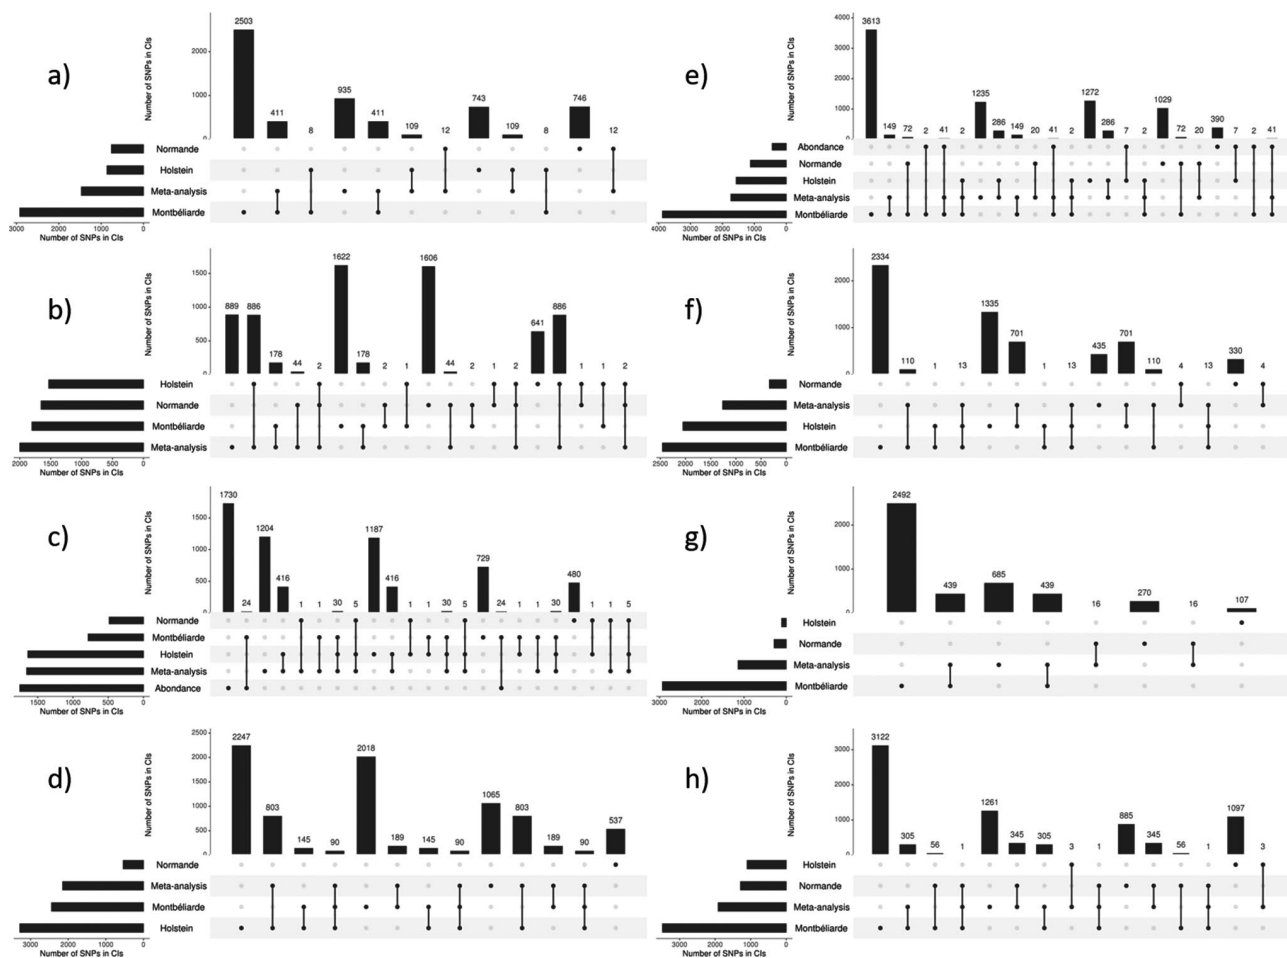 a)
Number of SNPs in CIs
2000
1000
0
2503 411 8 935 411 109 12 743 109 8 746 12
Normande
Holstein
Meta-analysis
Montbéliarde
3000 2000 1000 0
Number of SNPs in CIs
e)
Number of SNPs in CIs
4000
3000
2000
1000
0
3613 149 72 2 41 2 1235 286 149 20 41 2 1272 286 7 2 1029 72 20 390 7 2 41
Abondance
Normande
Holstein
Meta-analysis
Montbéliarde
4000 3000 2000 1000 0
Number of SNPs in CIs
b)
Number of SNPs in CIs
1500
1000
500
0
889 886 178 44 2 1622 178 2 1 1606 44 2 1 2 641 886 1 1 2
Holstein
Normande
Montbéliarde
Meta-analysis
2000 1500 1000 500 0
Number of SNPs in CIs
f)
Number of SNPs in CIs
2000
1000
0
2334 110 1 13 1335 701 1 13 435 701 110 4 13 330 4
Normande
Meta-analysis
Holstein
Montbéliarde
2500 2000 1500 1000 500 0
Number of SNPs in CIs
c)
Number of SNPs in CIs
1500
1000
500
0
1730 24 1204 416 1 1 30 5 1187 416 1 1 30 5 729 24 1 1 30 480 1 1 5
Normande
Montbéliarde
Holstein
Meta-analysis
Abondance
1500 1000 500 0
Number of SNPs in CIs
g)
Number of SNPs in CIs
2000
1000
0
2492 439 685 439 16 270 16 107
Holstein
Normande
Meta-analysis
Montbéliarde
3000 2000 1000 0
Number of SNPs in CIs
d)
Number of SNPs in CIs
2500
2000
1500
1000
500
0
2247 803 145 90 2018 189 145 90 1065 803 189 90 537
Normande
Meta-analysis
Montbéliarde
Holstein
3000 2000 1000 0
Number of SNPs in CIs
h)
Number of SNPs in CIs
3000
2000
1000
0
3122 305 56 1 1261 345 305 3 1 885 345 56 1 1097 3
Holstein
Normande
Meta-analysis
Montbéliarde
3000 2000 1000 0
Number of SNPs in CIs